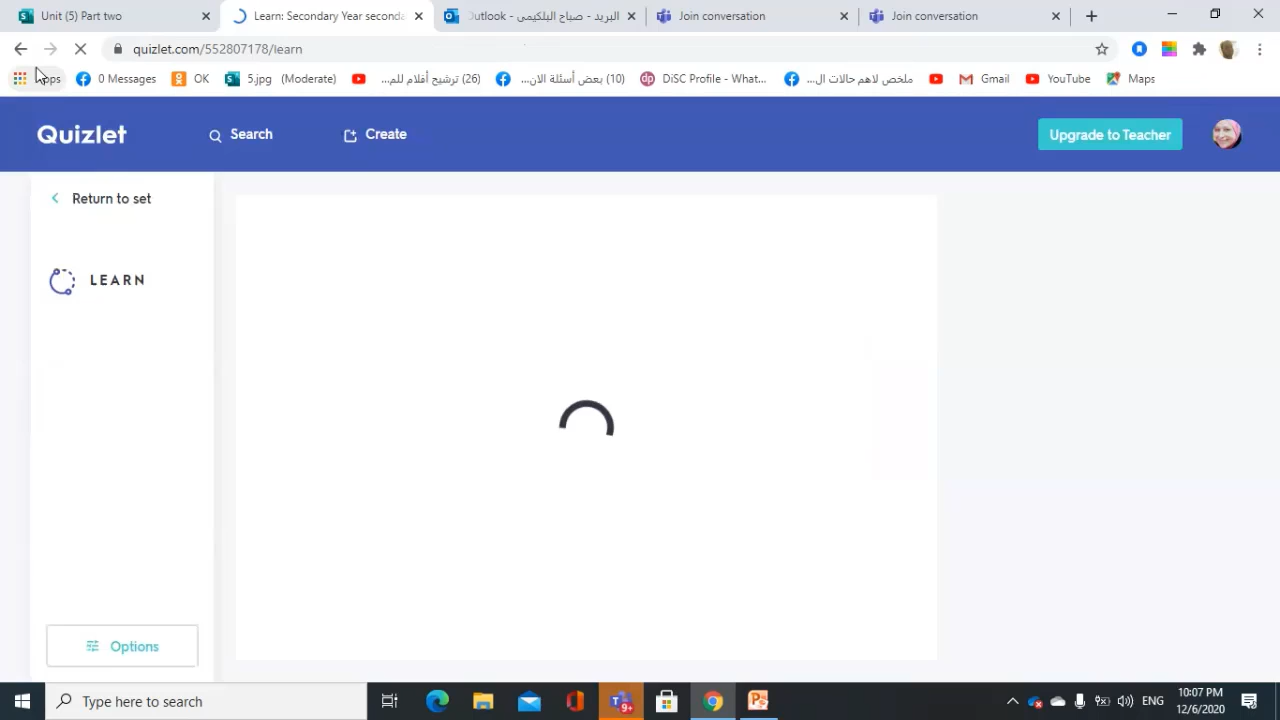 Unit (5) Part two
Learn: Secondary Year seconda
Outlook - البريد - صباح البلكيمى
Join conversation
Join conversation
quizlet.com/552807178/learn
Apps
0 Messages
OK
5.jpg (Moderate)
(26) ترشيح أفلام للم...
(10) بعض أسئلة الان...
dp
DiSC Profile - What...
ملخص لاهم حالات ال...
Gmail
YouTube
Maps
Quizlet
Search
Create
Upgrade to Teacher
Return to set
LEARN
Options
Type here to search
9+
ENG
10:07 PM
12/6/2020